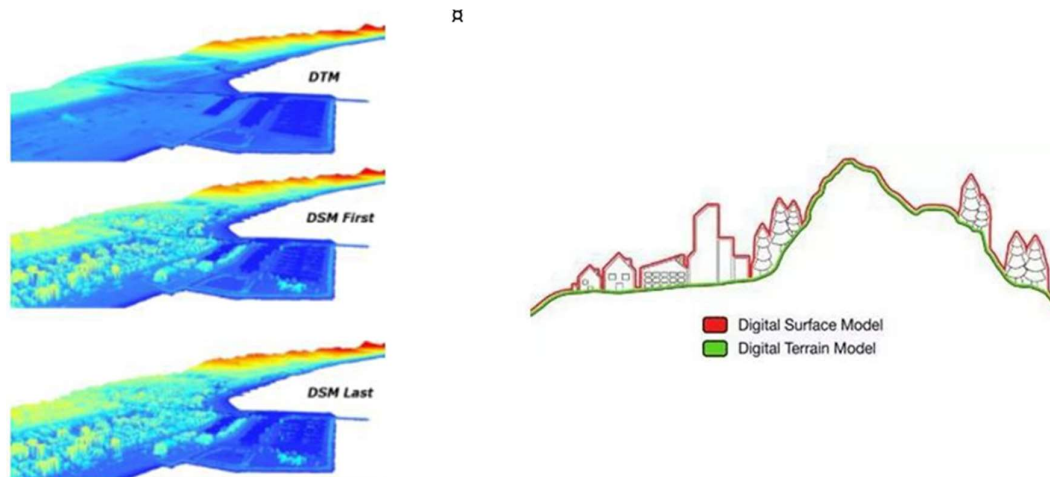 ¤
DTM
DSM First
DSM Last
Digital Surface Model
Digital Terrain Model